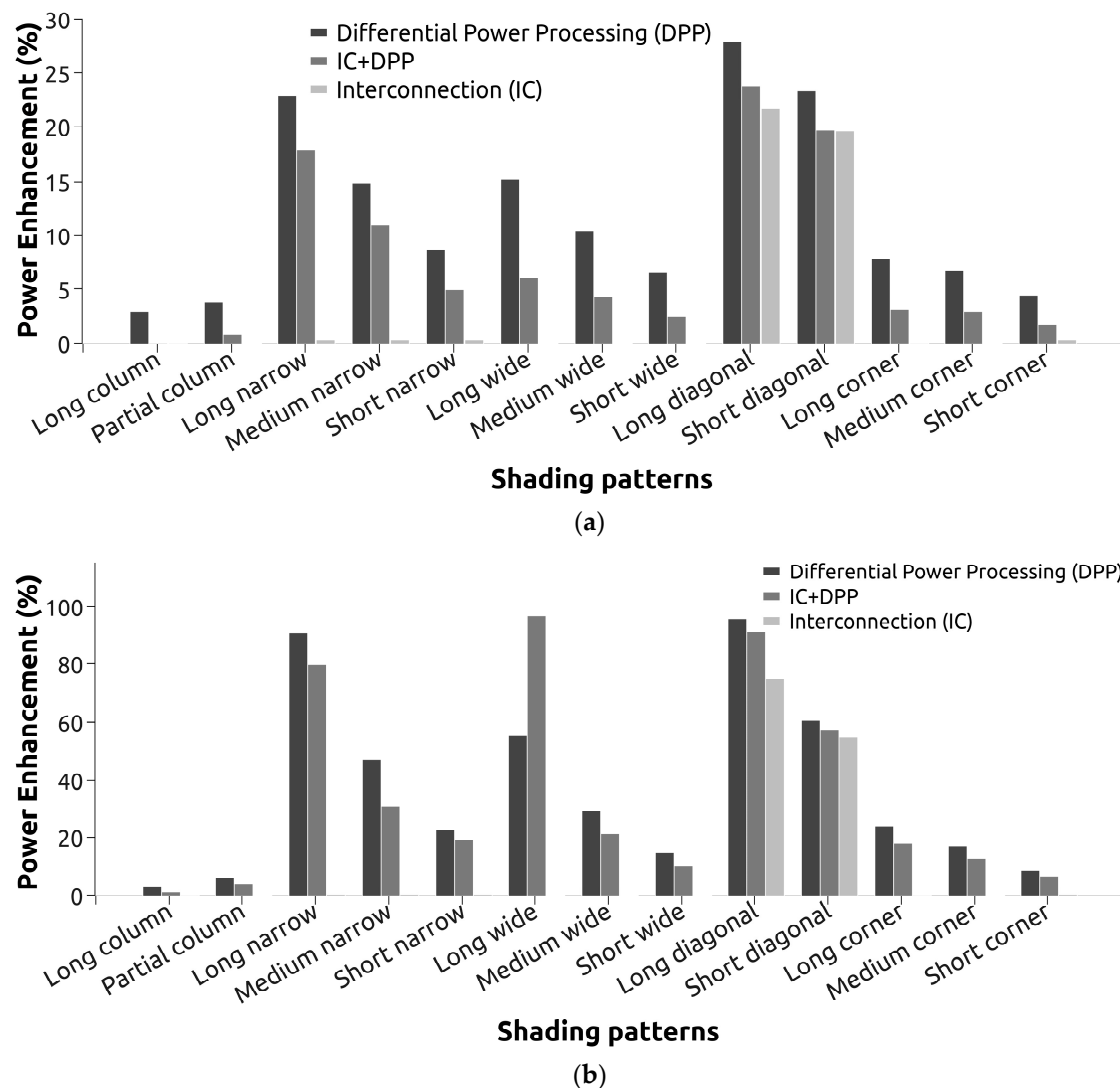 Power Enhancement (%)
30
25
20
15
10
5
0
Differential Power Processing (DPP)
IC+DPP
Interconnection (IC)
Long column
Partial column
Long narrow
Medium narrow
Short narrow
Long wide
Medium wide
Short wide
Long diagonal
Short diagonal
Long corner
Medium corner
Short corner
Shading patterns
(a)
Power Enhancement (%)
100
80
60
40
20
0
Differential Power Processing (DPP)
IC+DPP
Interconnection (IC)
Long column
Partial column
Long narrow
Medium narrow
Short narrow
Long wide
Medium wide
Short wide
Long diagonal
Short diagonal
Long corner
Medium corner
Short corner
Shading patterns
(b)